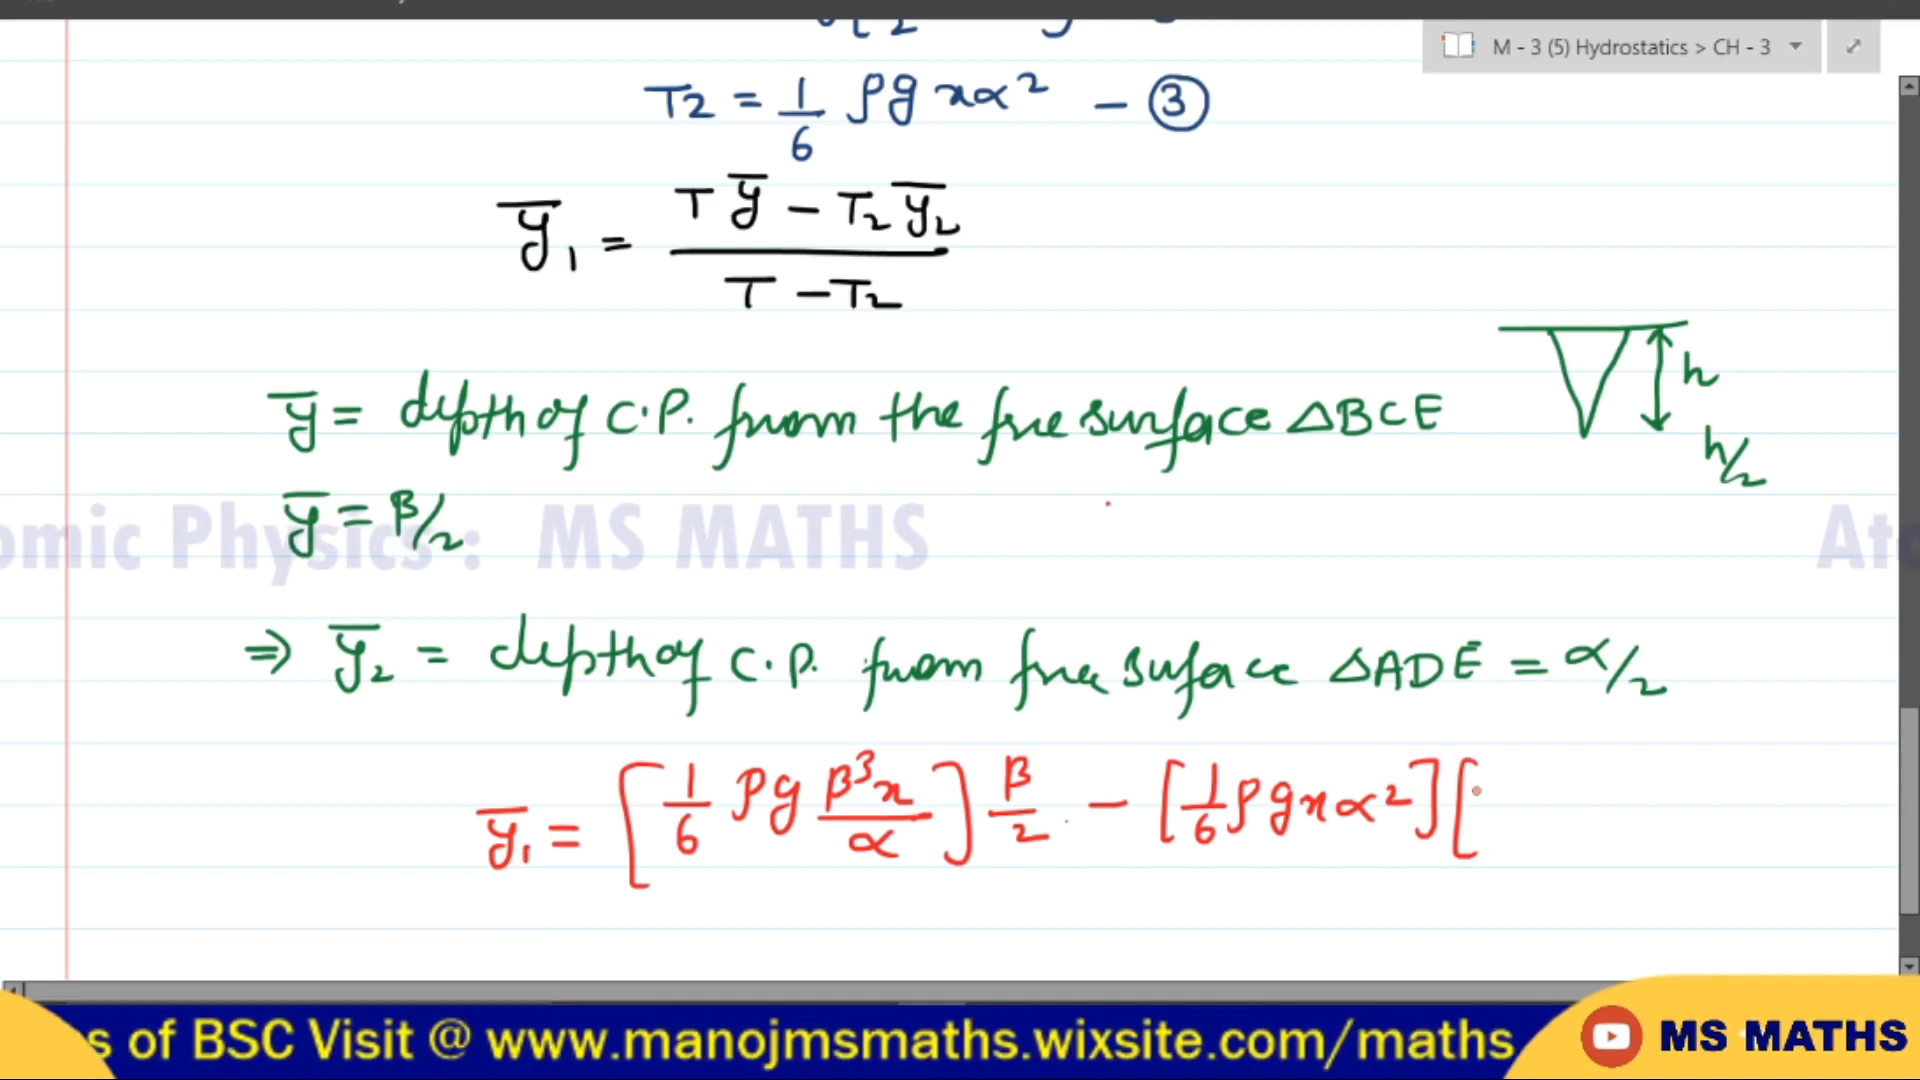 M - 3 (5) Hydrostatics > CH - 3
T2 = 1/6 ρg xα² - ③
ȳ₁ = (Tȳ - T₂ȳ₂) / (T - T₂)
h
h/2
ȳ = depth of C.P. from the free surface ΔBCE
ȳ = β/2
omic Physics : MS MATHS
⇒ ȳ₂ = depth of C.P. from free surface ΔADE = α/2
ȳ₁ = [1/6 ρg β³x/α] β/2 - [1/6 ρgxα²] [
s of BSC Visit @ www.manojmsmaths.wixsite.com/maths
MS MATHS